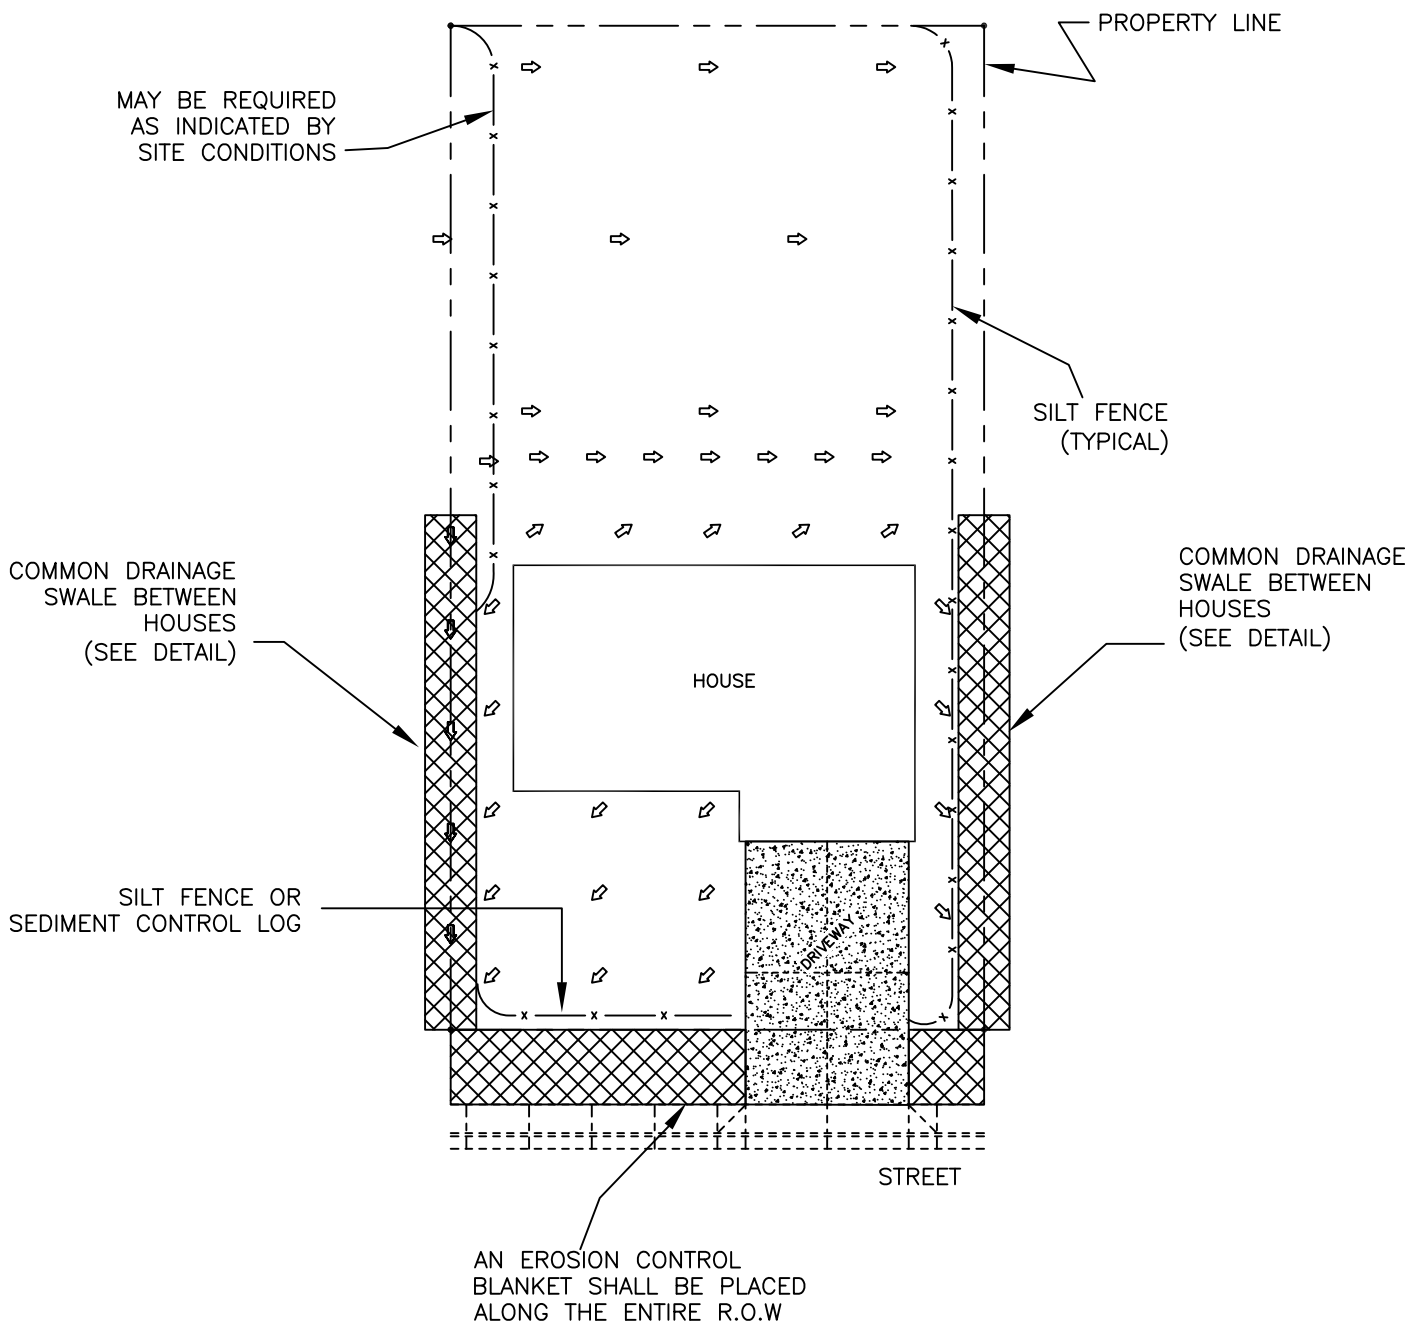 PROPERTY LINE
MAY BE REQUIRED
AS INDICATED BY
SITE CONDITIONS
SILT FENCE
(TYPICAL)
COMMON DRAINAGE
SWALE BETWEEN
HOUSES
(SEE DETAIL)
COMMON DRAINAGE
SWALE BETWEEN
HOUSES
(SEE DETAIL)
HOUSE
SILT FENCE OR
SEDIMENT CONTROL LOG
DRIVEWAY
STREET
AN EROSION CONTROL
BLANKET SHALL BE PLACED
ALONG THE ENTIRE R.O.W